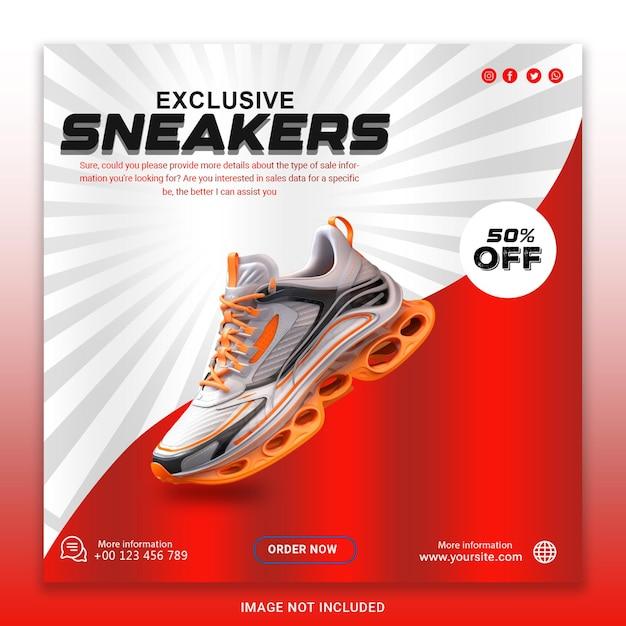 EXCLUSIVE
SNEAKERS
Sure, could you please provide more details about the type of sale infor-
mation you're looking for? Are you interested in sales data for a specific
be, the better I can assist you
50%
OFF
More information
+00 123 456 789
ORDER NOW
More information
www.yoursite.com
IMAGE NOT INCLUDED